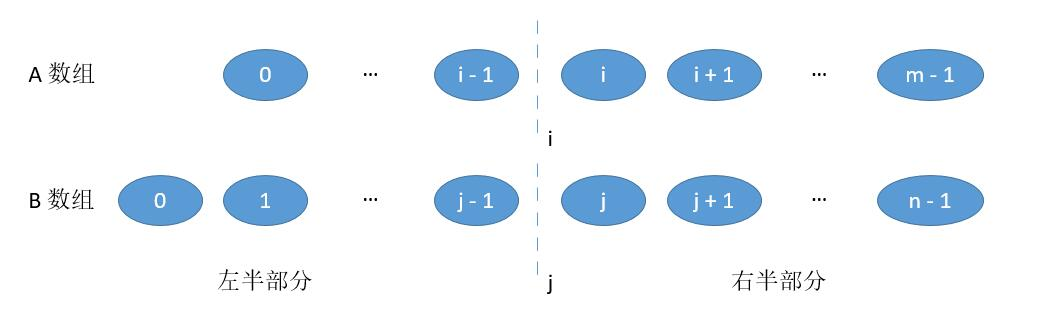 A 数组 0 ... i - 1 i i + 1 ... m - 1
i
B 数组 0 1 ... j - 1 j j + 1 ... n - 1
左半部分 j 右半部分